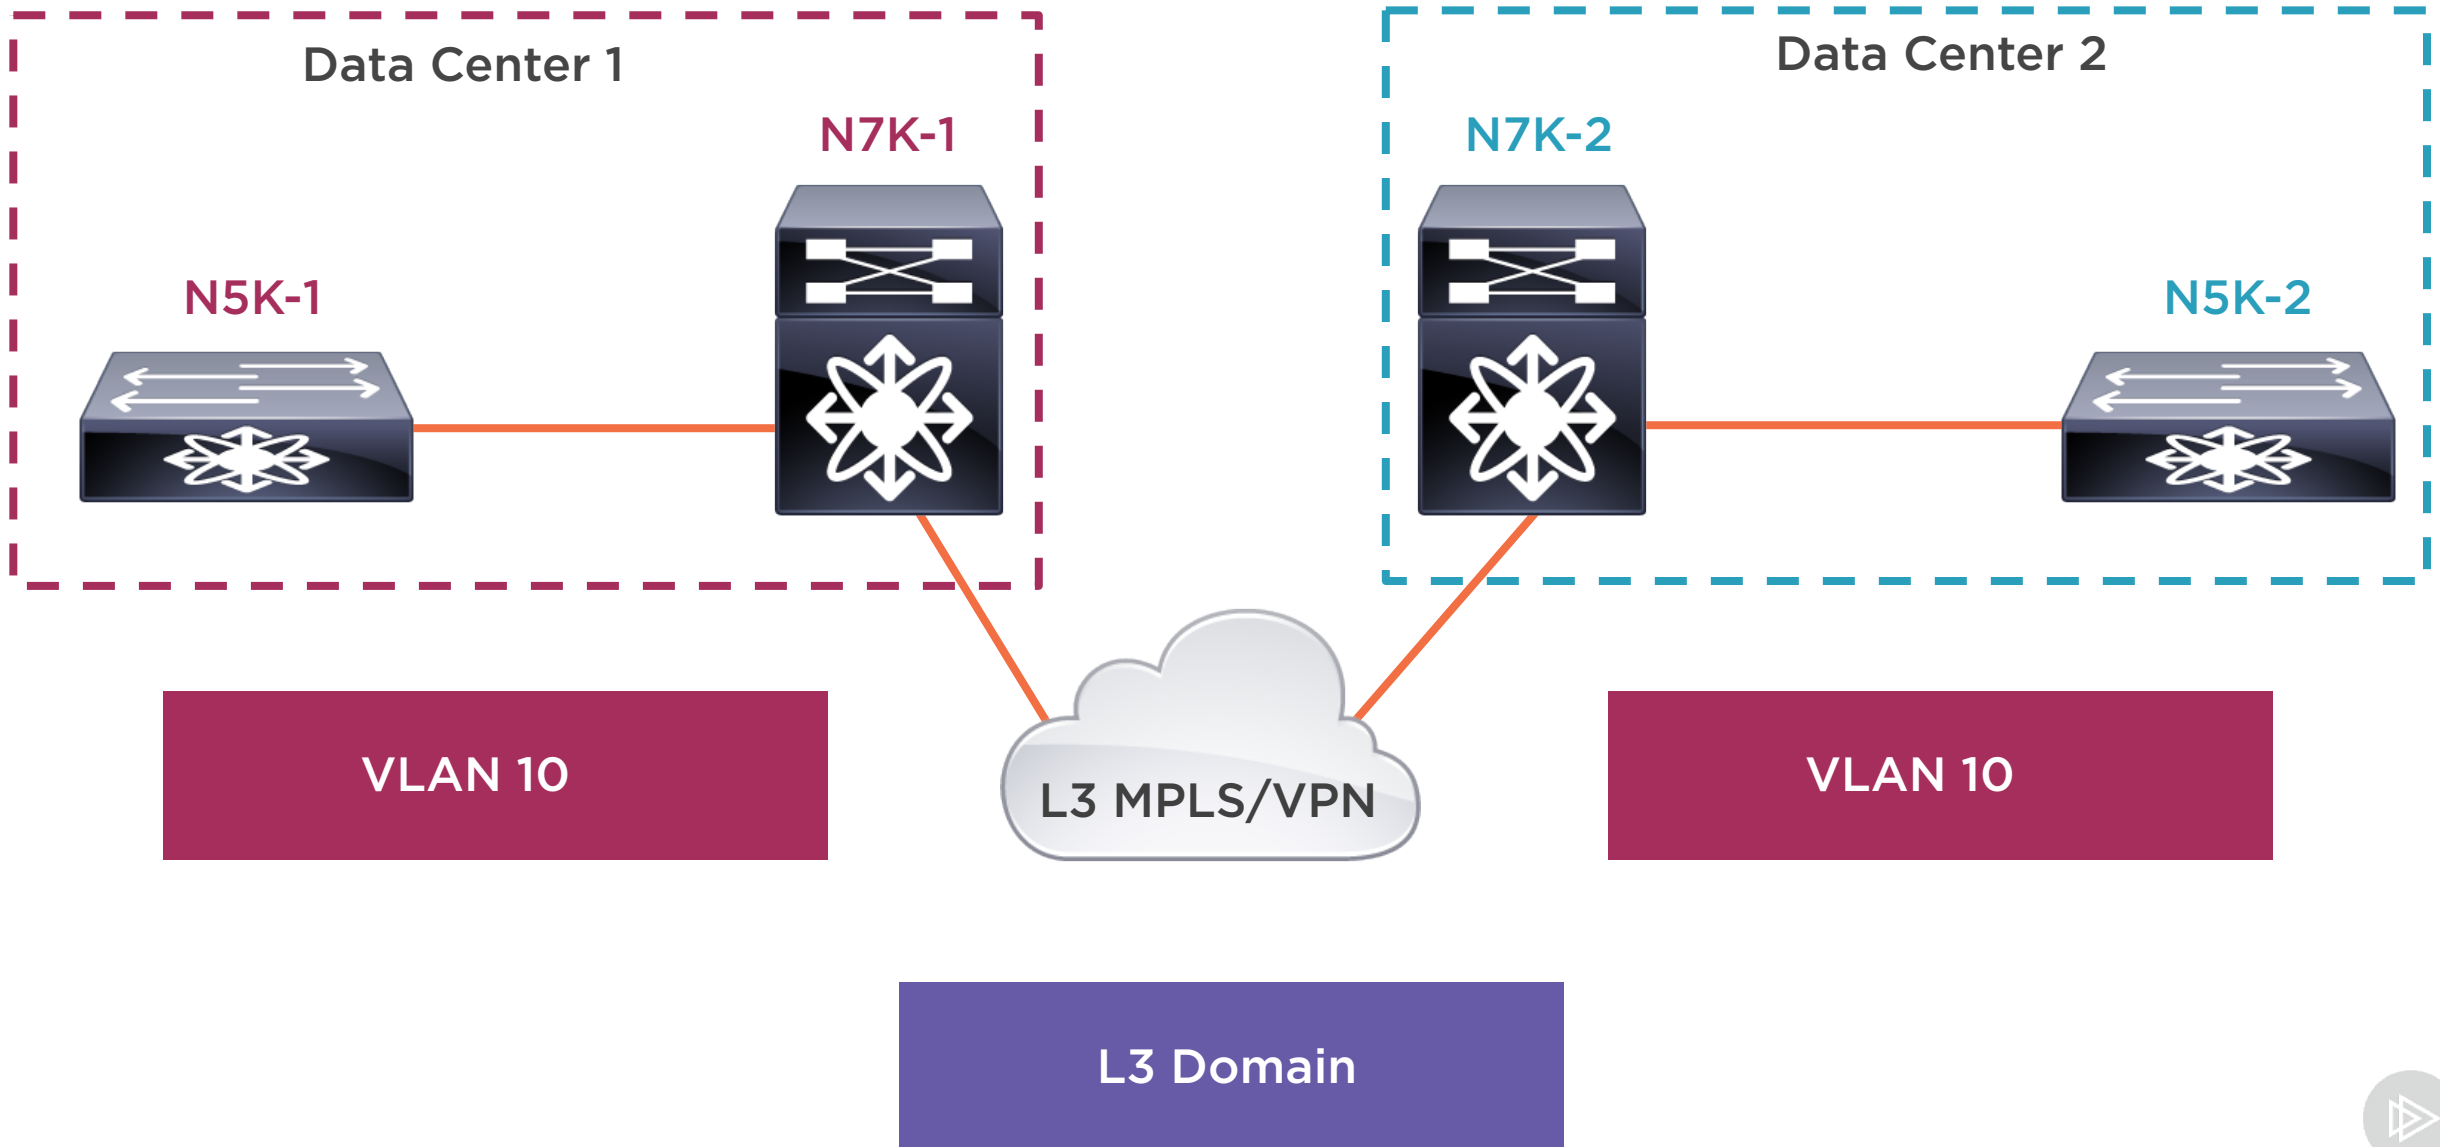 Data Center 1
Data Center 2
N7K-1
N7K-2
N5K-1
N5K-2
VLAN 10
L3 MPLS/VPN
VLAN 10
L3 Domain